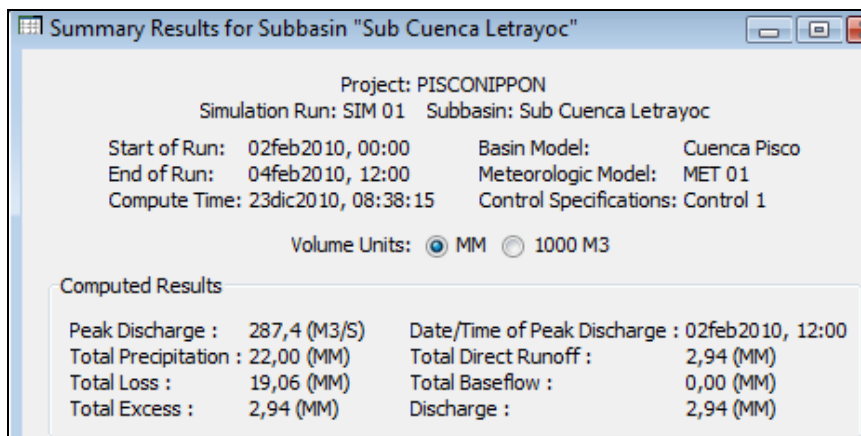 Summary Results for Subbasin "Sub Cuenca Letrayoc"
Project: PISCONIPPON
Simulation Run: SIM 01 Subbasin: Sub Cuenca Letrayoc
Start of Run: 02feb2010, 00:00 Basin Model: Cuenca Pisco
End of Run: 04feb2010, 12:00 Meteorologic Model: MET 01
Compute Time: 23dic2010, 08:38:15 Control Specifications: Control 1
Volume Units: MM 1000 M3
Computed Results
Peak Discharge : 287,4 (M3/S) Date/Time of Peak Discharge : 02feb2010, 12:00
Total Precipitation : 22,00 (MM) Total Direct Runoff : 2,94 (MM)
Total Loss : 19,06 (MM) Total Baseflow : 0,00 (MM)
Total Excess : 2,94 (MM) Discharge : 2,94 (MM)